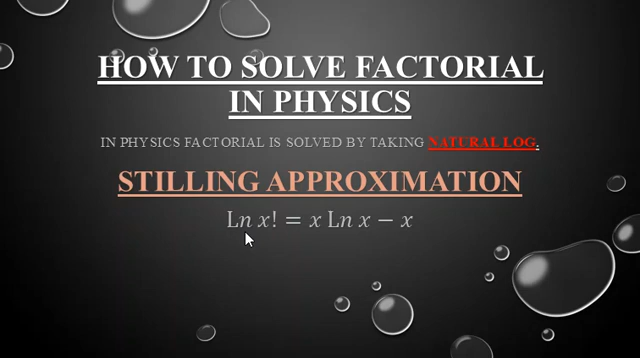 HOW TO SOLVE FACTORIAL
IN PHYSICS
IN PHYSICS FACTORIAL IS SOLVED BY TAKING NATURAL LOG.
STILLING APPROXIMATION
Ln x! = x Ln x − x